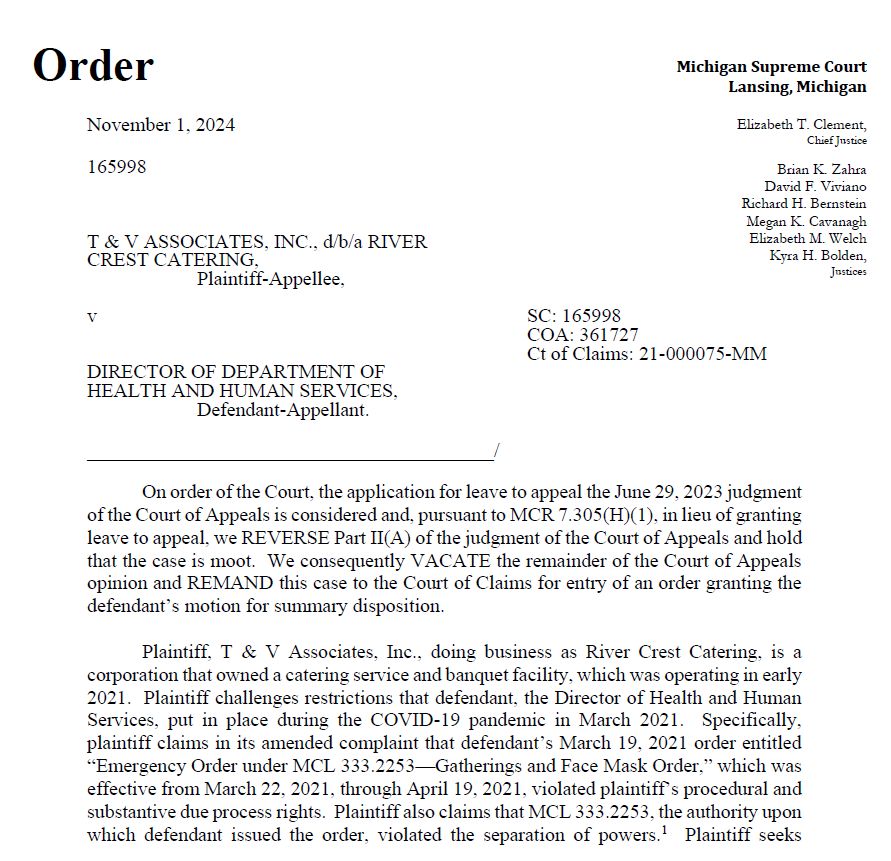 Order
Michigan Supreme Court
Lansing, Michigan
November 1, 2024
Elizabeth T. Clement,
Chief Justice
165998
Brian K. Zahra
David F. Viviano
Richard H. Bernstein
Megan K. Cavanagh
Elizabeth M. Welch
Kyra H. Bolden,
Justices
T & V ASSOCIATES, INC., d/b/a RIVER
CREST CATERING,
Plaintiff-Appellee,
v
SC: 165998
COA: 361727
Ct of Claims: 21-000075-MM
DIRECTOR OF DEPARTMENT OF
HEALTH AND HUMAN SERVICES,
Defendant-Appellant.
/
On order of the Court, the application for leave to appeal the June 29, 2023 judgment
of the Court of Appeals is considered and, pursuant to MCR 7.305(H)(1), in lieu of granting
leave to appeal, we REVERSE Part II(A) of the judgment of the Court of Appeals and hold
that the case is moot. We consequently VACATE the remainder of the Court of Appeals
opinion and REMAND this case to the Court of Claims for entry of an order granting the
defendant’s motion for summary disposition.
Plaintiff, T & V Associates, Inc., doing business as River Crest Catering, is a
corporation that owned a catering service and banquet facility, which was operating in early
2021. Plaintiff challenges restrictions that defendant, the Director of Health and Human
Services, put in place during the COVID-19 pandemic in March 2021. Specifically,
plaintiff claims in its amended complaint that defendant’s March 19, 2021 order entitled
“Emergency Order under MCL 333.2253—Gatherings and Face Mask Order,” which was
effective from March 22, 2021, through April 19, 2021, violated plaintiff’s procedural and
substantive due process rights. Plaintiff also claims that MCL 333.2253, the authority upon
which defendant issued the order, violated the separation of powers.1 Plaintiff seeks